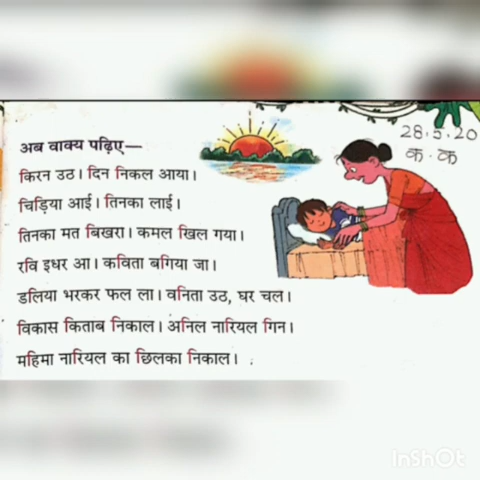 अब वाक्य पढ़िए—
28.5.20
क.क
किरन उठ। दिन निकल आया।
चिड़िया आई। तिनका लाई।
तिनका मत बिखरा। कमल खिल गया।
रवि इधर आ। कविता बगिया जा।
डलिया भरकर फल ला। वनिता उठ, घर चल।
विकास किताब निकाल। अनिल नारियल गिन।
महिमा नारियल का छिलका निकाल।
InShOt